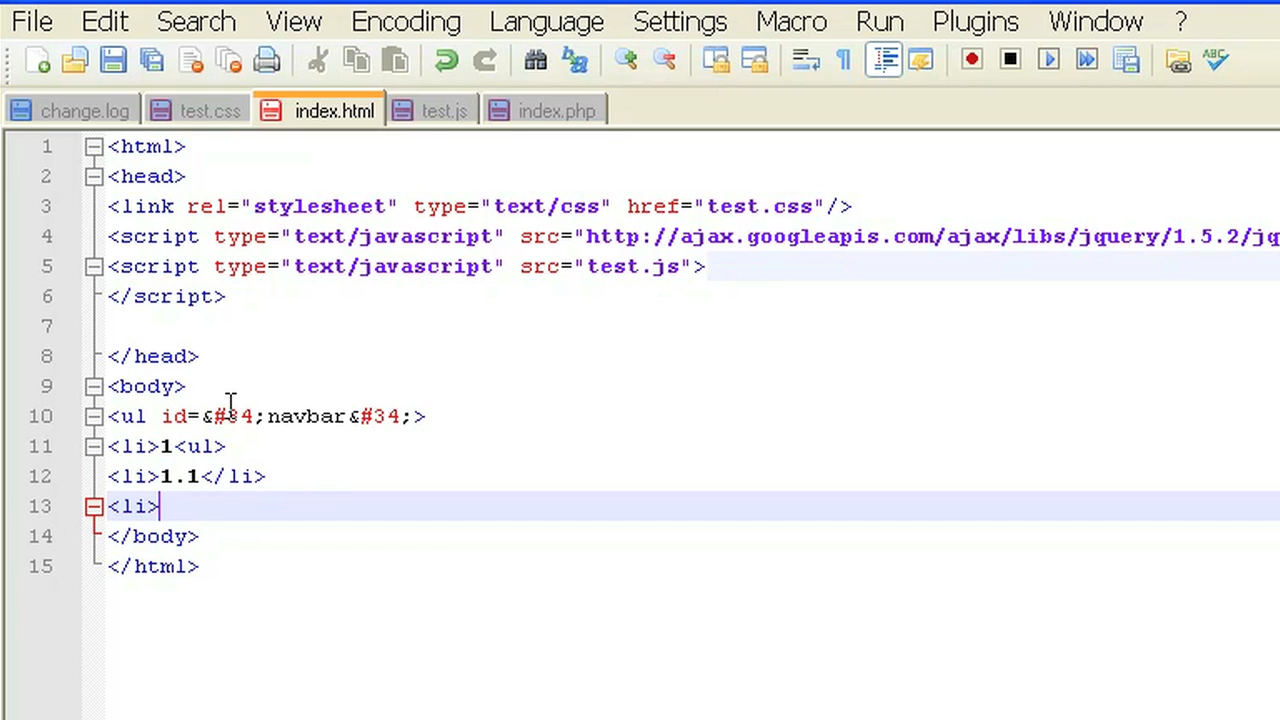 File Edit Search View Encoding Language Settings Macro Run Plugins Window ?
change.log test.css index.html test.js index.php
1 <html>
2 <head>
3 <link rel="stylesheet" type="text/css" href="test.css"/>
4 <script type="text/javascript" src="http://ajax.googleapis.com/ajax/libs/jquery/1.5.2/jq
5 <script type="text/javascript" src="test.js">
6 </script>
7
8 </head>
9 <body>
10 <ul id=&#34;navbar&#34;>
11 <li>1<ul>
12 <li>1.1</li>
13 <li>
14 </body>
15 </html>